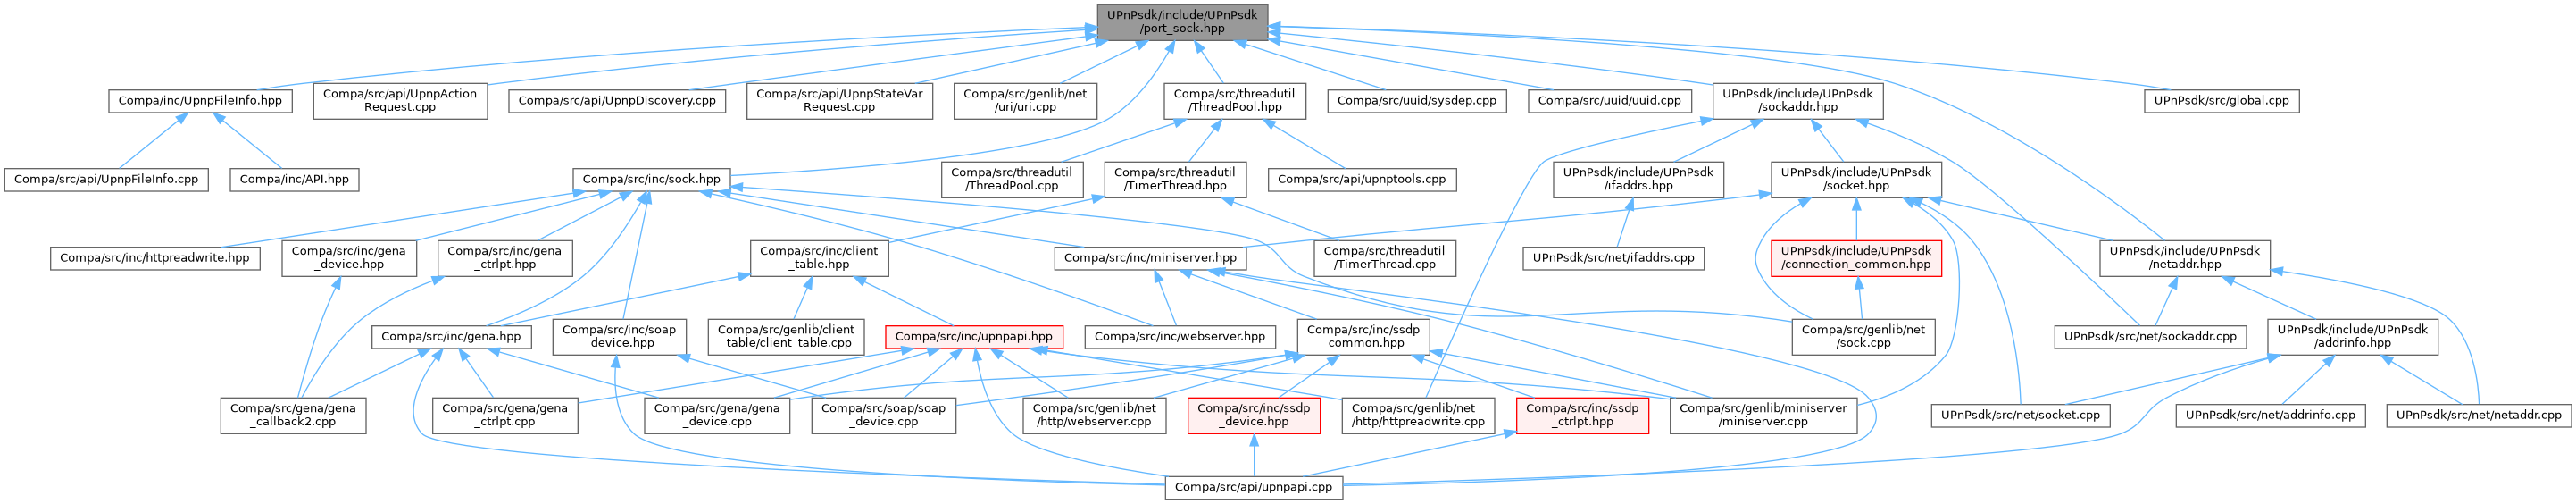 UPnPsdk/include/UPnPsdk
/port_sock.hpp
Compa/inc/UpnpFileInfo.hpp
Compa/src/api/UpnpAction
Request.cpp
Compa/src/api/UpnpDiscovery.cpp
Compa/src/api/UpnpStateVar
Request.cpp
Compa/src/genlib/net
/uri/uri.cpp
Compa/src/threadutil
/ThreadPool.hpp
Compa/src/uuid/sysdep.cpp
Compa/src/uuid/uuid.cpp
UPnPsdk/include/UPnPsdk
/sockaddr.hpp
UPnPsdk/src/global.cpp
Compa/src/api/UpnpFileInfo.cpp
Compa/inc/API.hpp
Compa/src/inc/sock.hpp
Compa/src/threadutil
/ThreadPool.cpp
Compa/src/threadutil
/TimerThread.hpp
Compa/src/api/upnptools.cpp
UPnPsdk/include/UPnPsdk
/ifaddrs.hpp
UPnPsdk/include/UPnPsdk
/socket.hpp
Compa/src/inc/httpreadwrite.hpp
Compa/src/inc/gena
_device.hpp
Compa/src/inc/gena
_ctrlpt.hpp
Compa/src/inc/client
_table.hpp
Compa/src/inc/miniserver.hpp
Compa/src/threadutil
/TimerThread.cpp
UPnPsdk/src/net/ifaddrs.cpp
UPnPsdk/include/UPnPsdk
/connection_common.hpp
UPnPsdk/include/UPnPsdk
/netaddr.hpp
Compa/src/inc/gena.hpp
Compa/src/inc/soap
_device.hpp
Compa/src/genlib/client
_table/client_table.cpp
Compa/src/inc/upnpapi.hpp
Compa/src/inc/webserver.hpp
Compa/src/inc/ssdp
_common.hpp
Compa/src/genlib/net
/sock.cpp
UPnPsdk/src/net/sockaddr.cpp
UPnPsdk/include/UPnPsdk
/addrinfo.hpp
Compa/src/gena/gena
_callback2.cpp
Compa/src/gena/gena
_ctrlpt.cpp
Compa/src/gena/gena
_device.cpp
Compa/src/soap/soap
_device.cpp
Compa/src/genlib/net
/http/webserver.cpp
Compa/src/inc/ssdp
_device.hpp
Compa/src/genlib/net
/http/httpreadwrite.cpp
Compa/src/inc/ssdp
_ctrlpt.hpp
Compa/src/genlib/miniserver
/miniserver.cpp
UPnPsdk/src/net/socket.cpp
UPnPsdk/src/net/addrinfo.cpp
UPnPsdk/src/net/netaddr.cpp
Compa/src/api/upnpapi.cpp